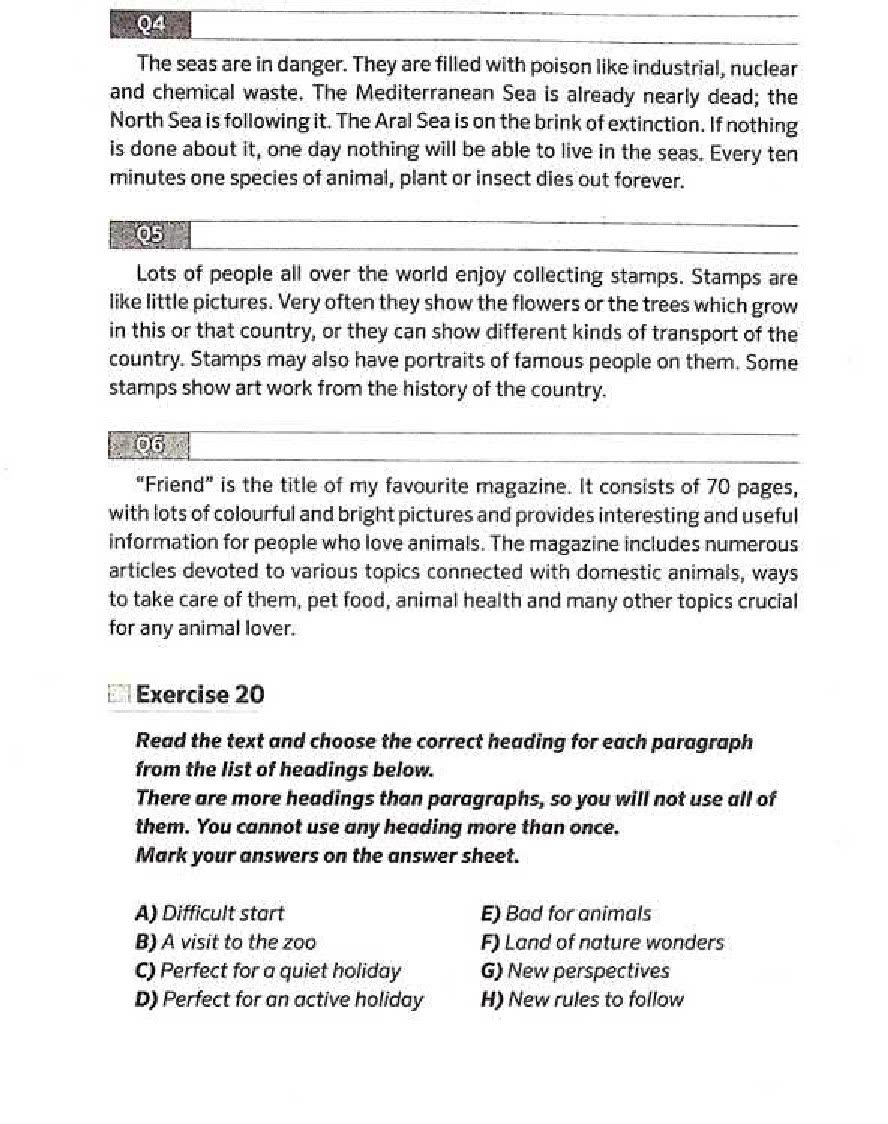 Q4
The seas are in danger. They are filled with poison like industrial, nuclear
and chemical waste. The Mediterranean Sea is already nearly dead; the
North Sea is following it. The Aral Sea is on the brink of extinction. If nothing
is done about it, one day nothing will be able to live in the seas. Every ten
minutes one species of animal, plant or insect dies out forever.
Q5
Lots of people all over the world enjoy collecting stamps. Stamps are
like little pictures. Very often they show the flowers or the trees which grow
in this or that country, or they can show different kinds of transport of the
country. Stamps may also have portraits of famous people on them. Some
stamps show art work from the history of the country.
Q6
"Friend" is the title of my favourite magazine. It consists of 70 pages,
with lots of colourful and bright pictures and provides interesting and useful
information for people who love animals. The magazine includes numerous
articles devoted to various topics connected with domestic animals, ways
to take care of them, pet food, animal health and many other topics crucial
for any animal lover.
Exercise 20
Read the text and choose the correct heading for each paragraph
from the list of headings below.
There are more headings than paragraphs, so you will not use all of
them. You cannot use any heading more than once.
Mark your answers on the answer sheet.
A) Difficult start
B) A visit to the zoo
C) Perfect for a quiet holiday
D) Perfect for an active holiday
E) Bad for animals
F) Land of nature wonders
G) New perspectives
H) New rules to follow